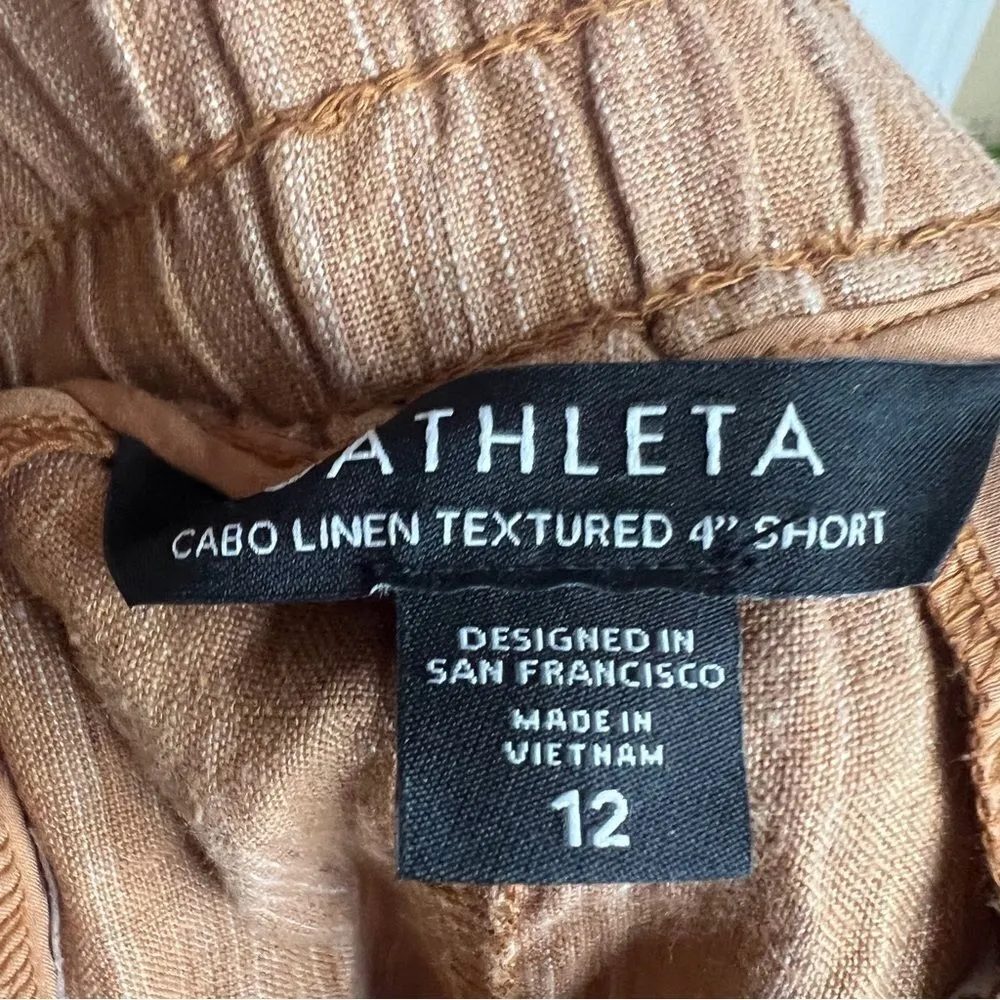 ATHLETA
CABO LINEN TEXTURED 4" SHORT
DESIGNED IN
SAN FRANCISCO
MADE IN
VIETNAM
12